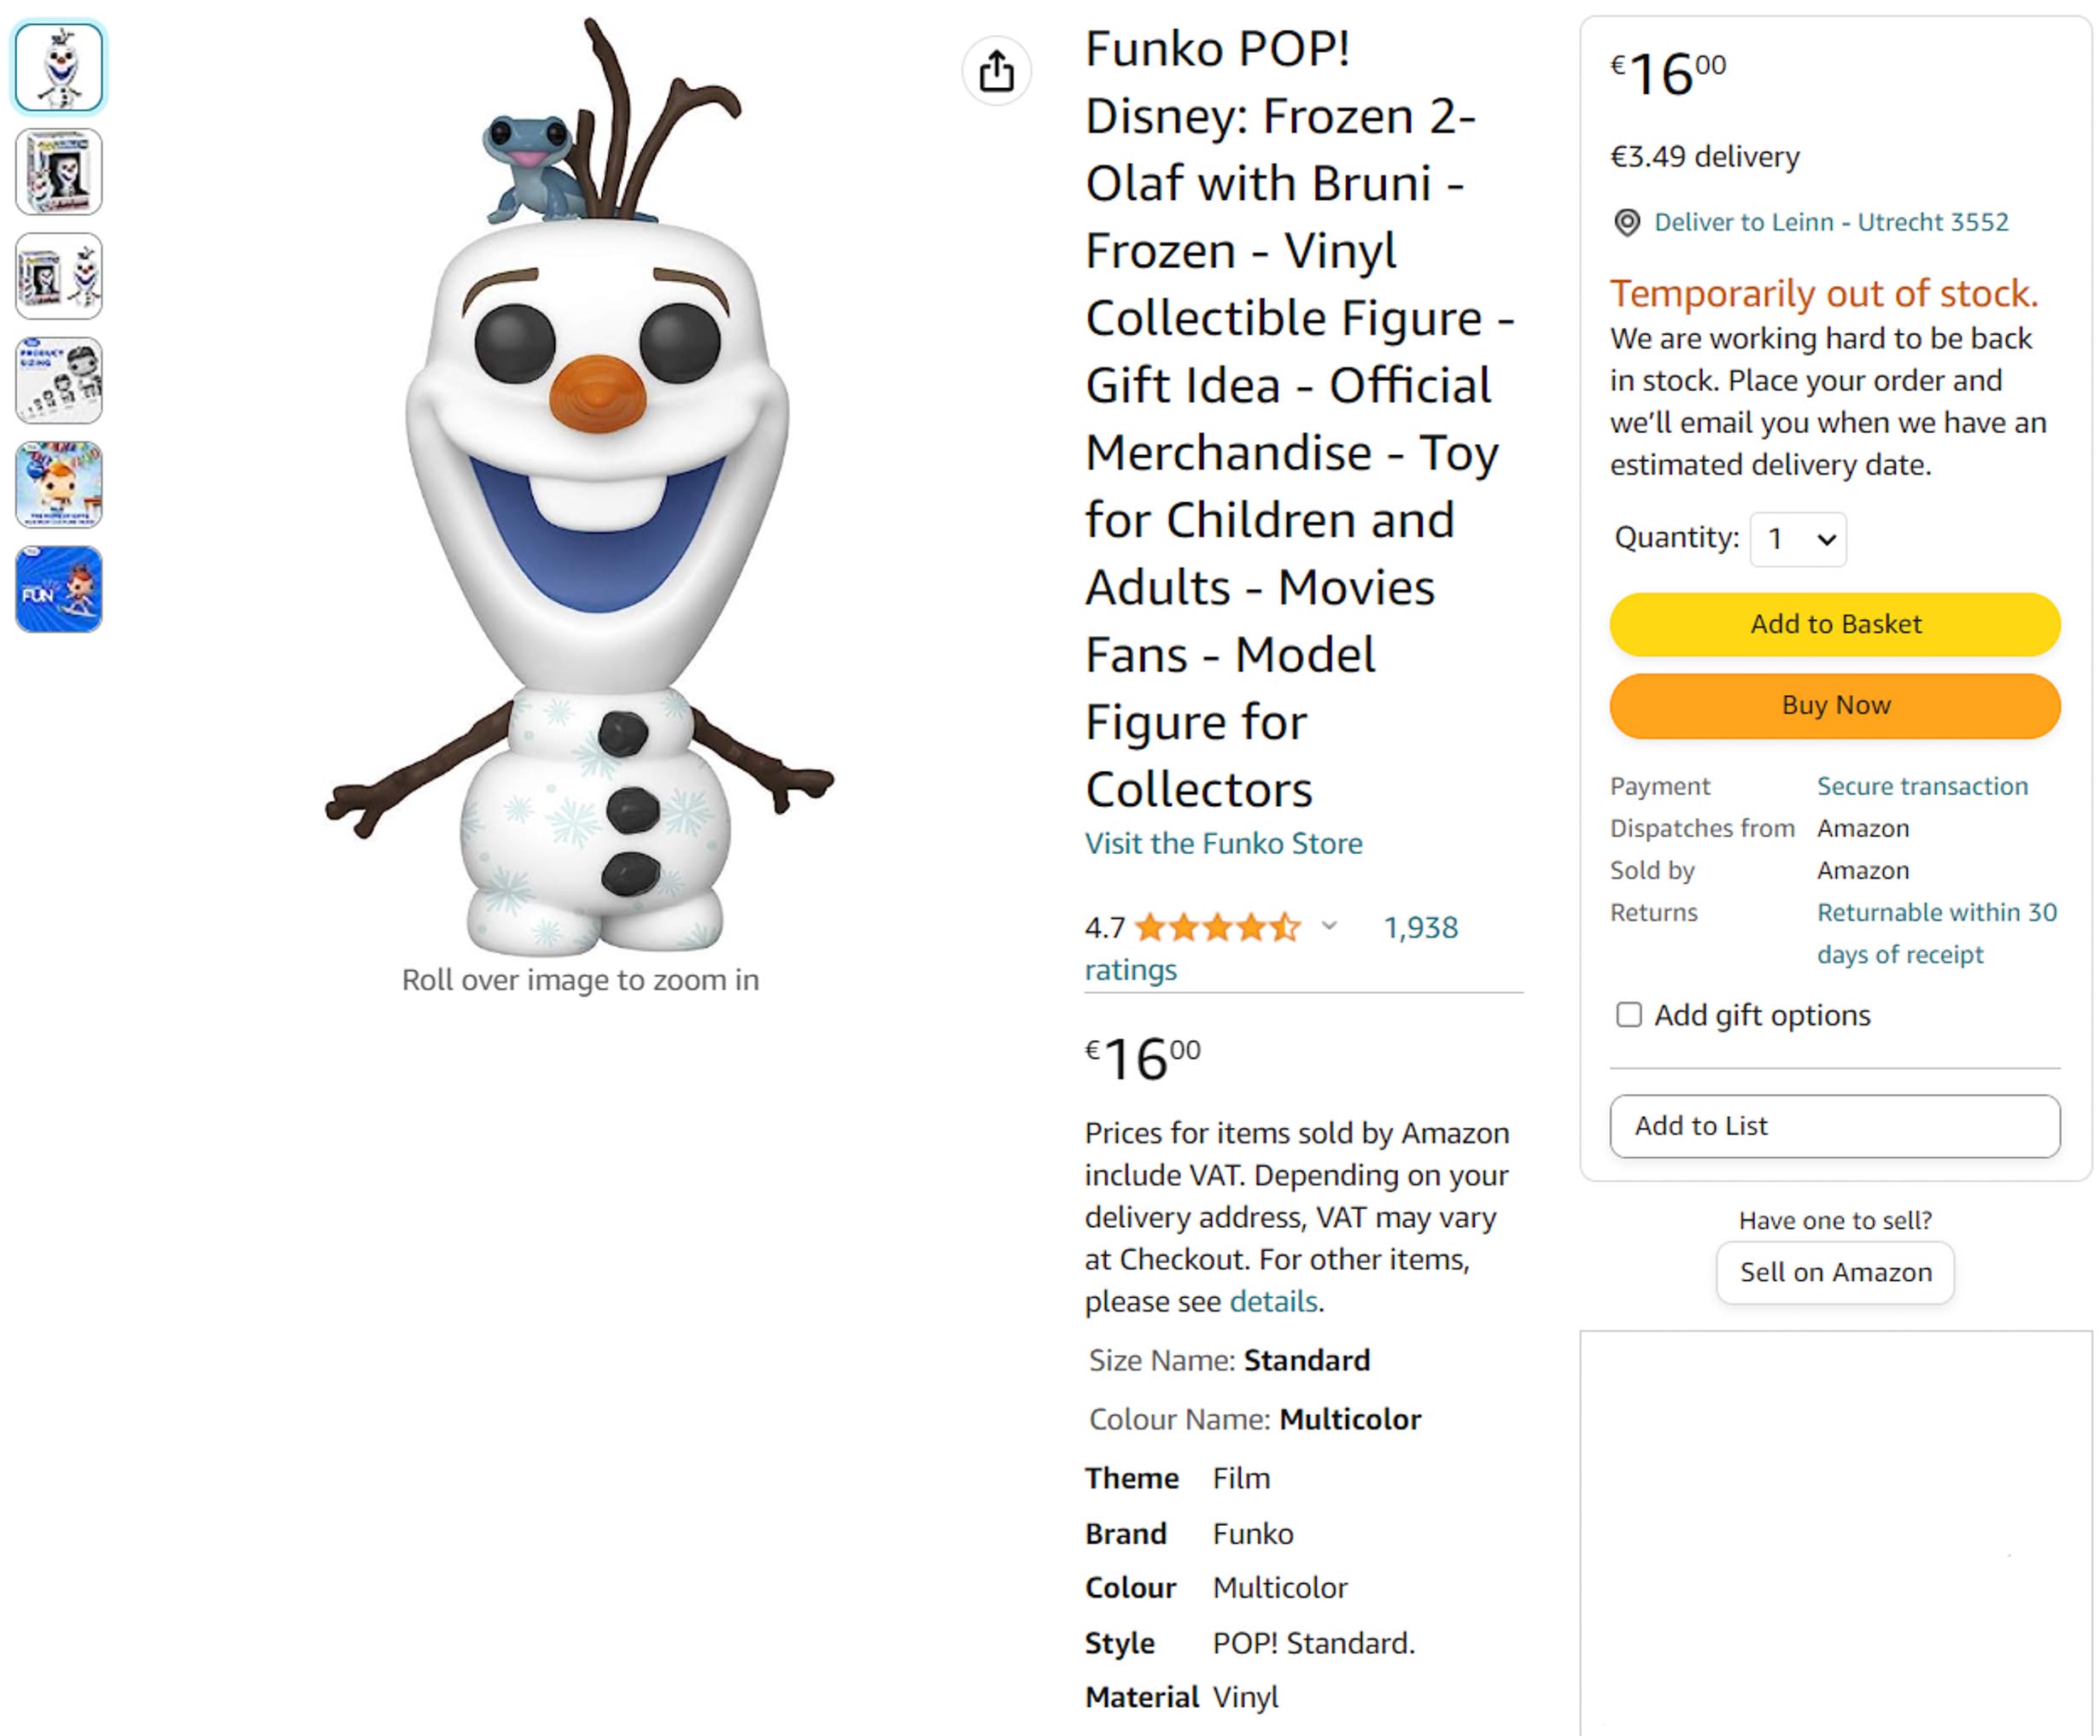 PRODUCT
SIZING
FUN
Roll over image to zoom in
Funko POP!
Disney: Frozen 2-
Olaf with Bruni -
Frozen - Vinyl
Collectible Figure -
Gift Idea - Official
Merchandise - Toy
for Children and
Adults - Movies
Fans - Model
Figure for
Collectors
Visit the Funko Store
4.7 1,938
ratings
€1600
Prices for items sold by Amazon
include VAT. Depending on your
delivery address, VAT may vary
at Checkout. For other items,
please see details.
Size Name: Standard
Colour Name: Multicolor
Theme Film
Brand Funko
Colour Multicolor
Style POP! Standard.
Material Vinyl
€1600
€3.49 delivery
Deliver to Leinn - Utrecht 3552
Temporarily out of stock.
We are working hard to be back
in stock. Place your order and
we’ll email you when we have an
estimated delivery date.
Quantity: 1
Add to Basket
Buy Now
Payment Secure transaction
Dispatches from Amazon
Sold by Amazon
Returns Returnable within 30
days of receipt
Add gift options
Add to List
Have one to sell?
Sell on Amazon